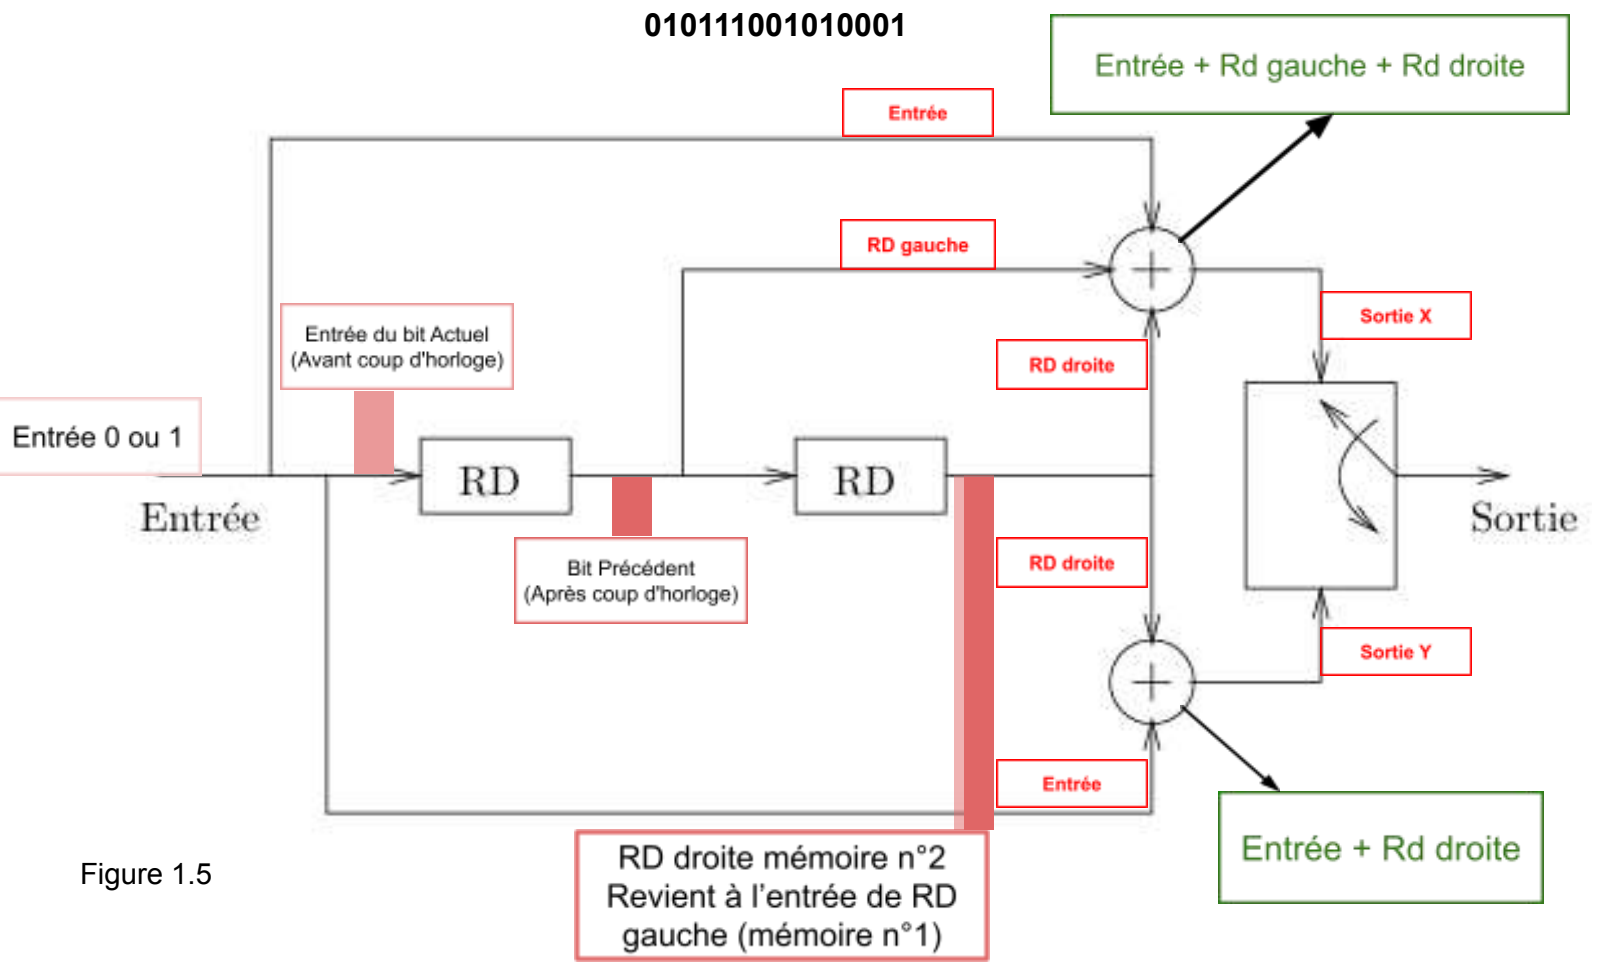 010111001010001
Entrée + Rd gauche + Rd droite
Entrée
RD gauche
Entrée du bit Actuel
(Avant coup d'horloge)
Sortie X
RD droite
Entrée 0 ou 1
RD
RD
Entrée
Sortie
Bit Précédent
(Après coup d'horloge)
RD droite
Sortie Y
Entrée
Entrée + Rd droite
RD droite mémoire n°2
Revient à l’entrée de RD
gauche (mémoire n°1)
Figure 1.5